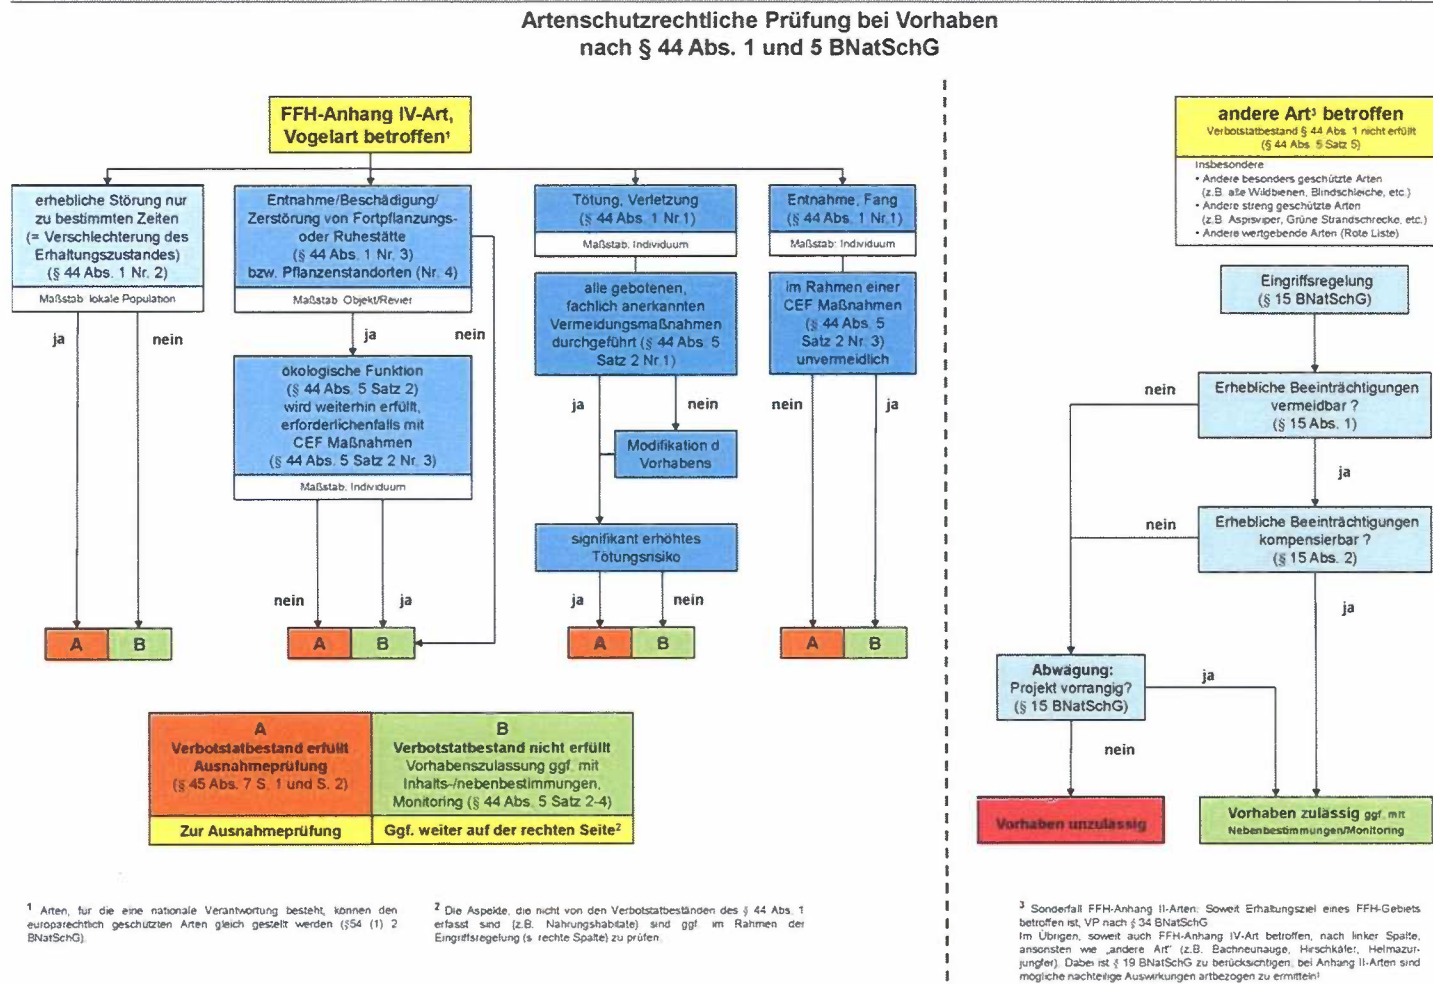 Artenschutzrechtliche Prüfung bei Vorhaben
nach § 44 Abs. 1 und 5 BNatSchG
FFH-Anhang IV-Art,
Vogelart betroffen¹
erhebliche Störung nur
zu bestimmten Zeiten
(= Verschlechterung des
Erhaltungszustandes)
(§ 44 Abs. 1 Nr. 2)
Maßstab: lokale Population
ja
nein
Entnahme/Beschädigung/
Zerstörung von Fortpflanzungs-
oder Ruhestätte
(§ 44 Abs. 1 Nr. 3)
bzw. Pflanzenstandorten (Nr. 4)
Maßstab: Objekt/Revier
ja
nein
ökologische Funktion
(§ 44 Abs. 5 Satz 2)
wird weiterhin erfüllt,
erforderlichenfalls mit
CEF Maßnahmen
(§ 44 Abs. 5 Satz 2 Nr. 3)
Maßstab: Individuum
nein
ja
Tötung, Verletzung
(§ 44 Abs. 1 Nr.1)
Maßstab: Individuum
alle gebotenen,
fachlich anerkannten
Vermeidungsmaßnahmen
durchgeführt (§ 44 Abs. 5
Satz 2 Nr.1)
ja
nein
Modifikation d
Vorhabens
signifikant erhöhtes
Tötungsrisiko
ja
nein
Entnahme, Fang
(§ 44 Abs. 1 Nr.1)
Maßstab: Individuum
im Rahmen einer
CEF Maßnahmen
(§ 44 Abs. 5
Satz 2 Nr. 3)
unvermeidlich
nein
ja
A B
A B
A B
A B
A
Verbotstatbestand erfüllt
Ausnahmeprüfung
(§ 45 Abs. 7 S. 1 und S. 2)
Zur Ausnahmeprüfung
B
Verbotstatbestand nicht erfüllt
Vorhabenszulassung ggf. mit
Inhalts-/nebenbestimmungen,
Monitoring (§ 44 Abs. 5 Satz 2-4)
Ggf. weiter auf der rechten Seite²
¹ Arten, für die eine nationale Verantwortung besteht, können den
europarechtlich geschützten Arten gleich gestellt werden (§54 (1) 2
BNatSchG).
² Die Aspekte, die nicht von den Verbotstatbeständen des § 44 Abs. 1
erfasst sind (z.B. Nahrungshabitate) sind ggf. im Rahmen der
Eingriffsregelung (s. rechte Spalte) zu prüfen.
andere Art³ betroffen
Verbotstatbestand § 44 Abs. 1 nicht erfüllt
(§ 44 Abs. 5 Satz 5)
Insbesondere
• Andere besonders geschützte Arten
(z.B. alle Wildbienen, Blindschleiche, etc.)
• Andere streng geschützte Arten
(z.B. Aspisviper, Grüne Strandschrecke, etc.)
• Andere wertgebende Arten (Rote Liste)
Eingriffsregelung
(§ 15 BNatSchG)
Erhebliche Beeinträchtigungen
vermeidbar ?
(§ 15 Abs. 1)
nein
ja
Erhebliche Beeinträchtigungen
kompensierbar ?
(§ 15 Abs. 2)
nein
ja
Abwägung:
Projekt vorrangig?
(§ 15 BNatSchG)
ja
nein
Vorhaben unzulässig
Vorhaben zulässig ggf. mit
Nebenbestimmungen/Monitoring
³ Sonderfall FFH-Anhang II-Arten: Soweit Erhaltungsziel eines FFH-Gebiets
betroffen ist, VP nach § 34 BNatSchG
Im Übrigen, soweit auch FFH-Anhang IV-Art betroffen, nach linker Spalte,
ansonsten wie „andere Art“ (z.B. Bachneunauge, Hirschkäfer, Helmazur-
jungfer). Dabei ist § 19 BNatSchG zu berücksichtigen, bei Anhang II-Arten sind
mögliche nachteilige Auswirkungen artbezogen zu ermitteln!